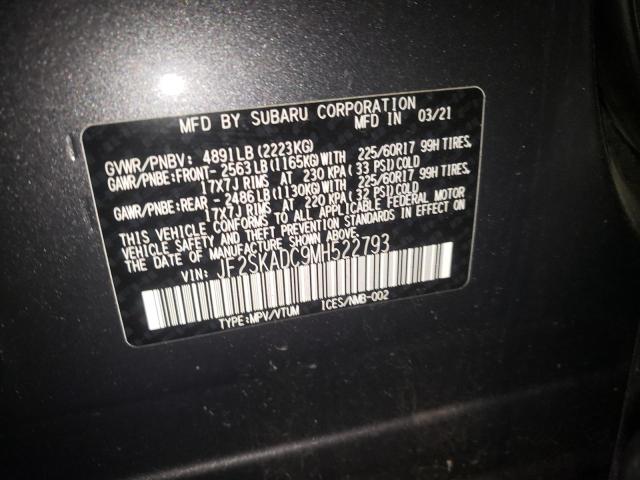 MFD BY SUBARU CORPORATION
MFD IN 03/21
GVWR/PNBV: 4891LB(2223KG)
GAWR/PNBE:FRONT- 2563LB(1165KG)WITH 225/60R17 99H TIRES,
17X7J RIMS AT 230 KPA(33 PSI)COLD
GAWR/PNBE:REAR - 2486LB(1130KG)WITH 225/60R17 99H TIRES,
17X7J RIMS AT 220 KPA(32 PSI)COLD
THIS VEHICLE CONFORMS TO ALL APPLICABLE FEDERAL MOTOR
VEHICLE SAFETY AND THEFT PREVENTION STANDARDS IN EFFECT ON
THE DATE OF MANUFACTURE SHOWN ABOVE.
VIN: JF2SKADC9MH522793
TYPE:MPV/VTUM ICES/NMB-002